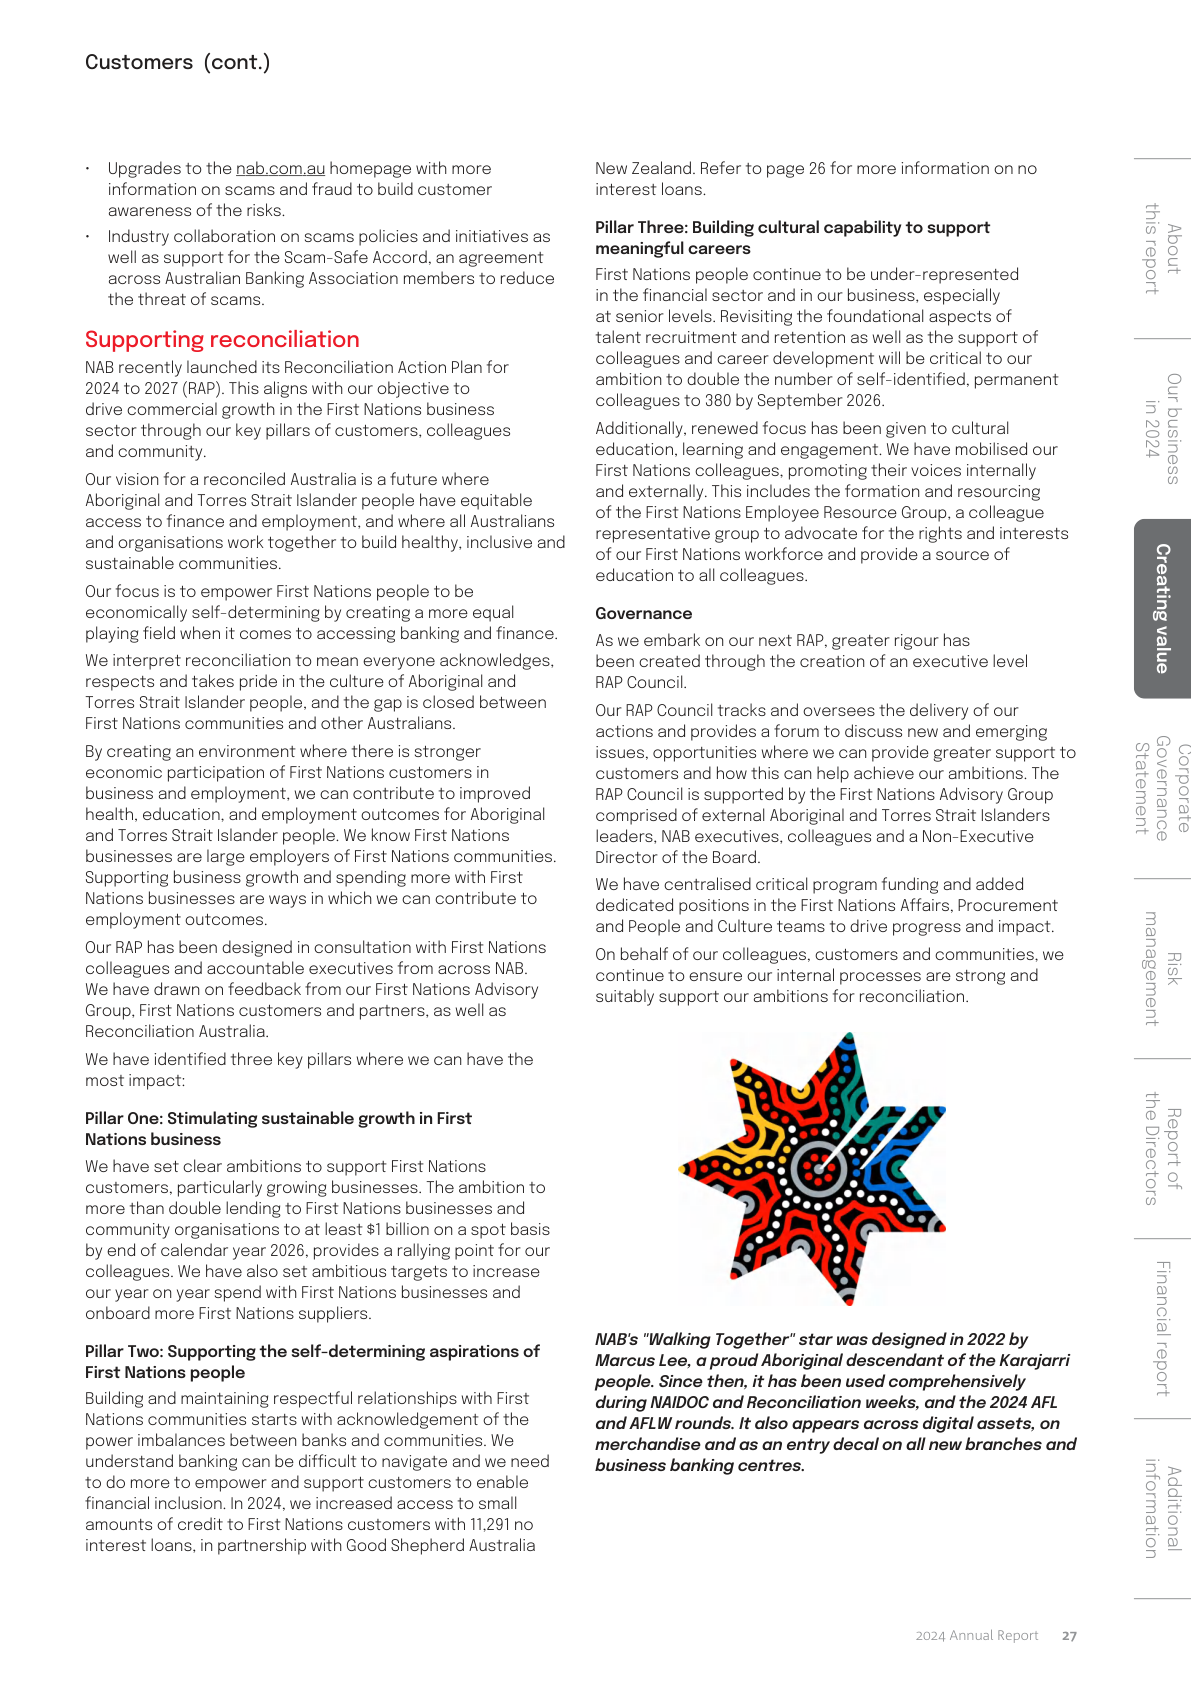 Customers (cont.)
• Upgrades to the nab.com.au homepage with more
information on scams and fraud to build customer
awareness of the risks.
• Industry collaboration on scams policies and initiatives as
well as support for the Scam-Safe Accord, an agreement
across Australian Banking Association members to reduce
the threat of scams.
Supporting reconciliation
NAB recently launched its Reconciliation Action Plan for
2024 to 2027 (RAP). This aligns with our objective to
drive commercial growth in the First Nations business
sector through our key pillars of customers, colleagues
and community.
Our vision for a reconciled Australia is a future where
Aboriginal and Torres Strait Islander people have equitable
access to finance and employment, and where all Australians
and organisations work together to build healthy, inclusive and
sustainable communities.
Our focus is to empower First Nations people to be
economically self-determining by creating a more equal
playing field when it comes to accessing banking and finance.
We interpret reconciliation to mean everyone acknowledges,
respects and takes pride in the culture of Aboriginal and
Torres Strait Islander people, and the gap is closed between
First Nations communities and other Australians.
By creating an environment where there is stronger
economic participation of First Nations customers in
business and employment, we can contribute to improved
health, education, and employment outcomes for Aboriginal
and Torres Strait Islander people. We know First Nations
businesses are large employers of First Nations communities.
Supporting business growth and spending more with First
Nations businesses are ways in which we can contribute to
employment outcomes.
Our RAP has been designed in consultation with First Nations
colleagues and accountable executives from across NAB.
We have drawn on feedback from our First Nations Advisory
Group, First Nations customers and partners, as well as
Reconciliation Australia.
We have identified three key pillars where we can have the
most impact:
Pillar One: Stimulating sustainable growth in First
Nations business
We have set clear ambitions to support First Nations
customers, particularly growing businesses. The ambition to
more than double lending to First Nations businesses and
community organisations to at least $1 billion on a spot basis
by end of calendar year 2026, provides a rallying point for our
colleagues. We have also set ambitious targets to increase
our year on year spend with First Nations businesses and
onboard more First Nations suppliers.
Pillar Two: Supporting the self-determining aspirations of
First Nations people
Building and maintaining respectful relationships with First
Nations communities starts with acknowledgement of the
power imbalances between banks and communities. We
understand banking can be difficult to navigate and we need
to do more to empower and support customers to enable
financial inclusion. In 2024, we increased access to small
amounts of credit to First Nations customers with 11,291 no
interest loans, in partnership with Good Shepherd Australia
New Zealand. Refer to page 26 for more information on no
interest loans.
Pillar Three: Building cultural capability to support
meaningful careers
First Nations people continue to be under-represented
in the financial sector and in our business, especially
at senior levels. Revisiting the foundational aspects of
talent recruitment and retention as well as the support of
colleagues and career development will be critical to our
ambition to double the number of self-identified, permanent
colleagues to 380 by September 2026.
Additionally, renewed focus has been given to cultural
education, learning and engagement. We have mobilised our
First Nations colleagues, promoting their voices internally
and externally. This includes the formation and resourcing
of the First Nations Employee Resource Group, a colleague
representative group to advocate for the rights and interests
of our First Nations workforce and provide a source of
education to all colleagues.
Governance
As we embark on our next RAP, greater rigour has
been created through the creation of an executive level
RAP Council.
Our RAP Council tracks and oversees the delivery of our
actions and provides a forum to discuss new and emerging
issues, opportunities where we can provide greater support to
customers and how this can help achieve our ambitions. The
RAP Council is supported by the First Nations Advisory Group
comprised of external Aboriginal and Torres Strait Islanders
leaders, NAB executives, colleagues and a Non-Executive
Director of the Board.
We have centralised critical program funding and added
dedicated positions in the First Nations Affairs, Procurement
and People and Culture teams to drive progress and impact.
On behalf of our colleagues, customers and communities, we
continue to ensure our internal processes are strong and
suitably support our ambitions for reconciliation.
NAB's "Walking Together" star was designed in 2022 by
Marcus Lee, a proud Aboriginal descendant of the Karajarri
people. Since then, it has been used comprehensively
during NAIDOC and Reconciliation weeks, and the 2024 AFL
and AFLW rounds. It also appears across digital assets, on
merchandise and as an entry decal on all new branches and
business banking centres.
About
this report
Our business
in 2024
Creating value
Corporate
Governance
Statement
Risk
management
Report of
the Directors
Financial report
Additional
information
2024 Annual Report 27